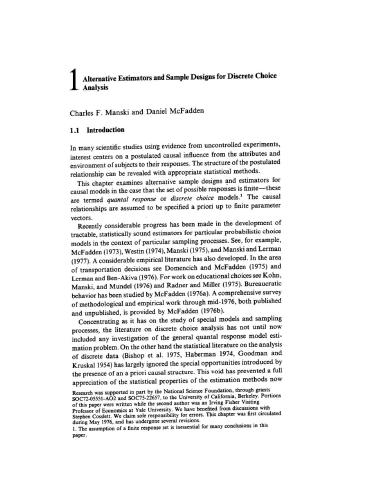 1 Alternative Estimators and Sample Designs for Discrete Choice
Analysis
Charles F. Manski and Daniel McFadden
1.1 Introduction
In many scientific studies using evidence from uncontrolled experiments,
interest centers on a postulated causal influence from the attributes and
environment of subjects to their responses. The structure of the postulated
relationship can be revealed with appropriate statistical methods.
This chapter examines alternative sample designs and estimators for
causal models in the case that the set of possible responses is finite—these
are termed quantal response or discrete choice models.¹ The causal
relationships are assumed to be specified a priori up to finite parameter
vectors.
Recently considerable progress has been made in the development of
tractable, statistically sound estimators for particular probabilistic choice
models in the context of particular sampling processes. See, for example,
McFadden (1973), Westin (1974), Manski (1975), and Manski and Lerman
(1977). A considerable empirical literature has also developed. In the area
of transportation decisions see Domencich and McFadden (1975) and
Lerman and Ben-Akiva (1976). For work on educational choices see Kohn,
Manski, and Mundel (1976) and Radner and Miller (1975). Bureaucratic
behavior has been studied by McFadden (1976a). A comprehensive survey
of methodological and empirical work through mid-1976, both published
and unpublished, is provided by McFadden (1976b).
Concentrating as it has on the study of special models and sampling
processes, the literature on discrete choice analysis has not until now
included any investigation of the general quantal response model esti-
mation problem. On the other hand the statistical literature on the analysis
of discrete data (Bishop et al. 1975, Haberman 1974, Goodman and
Kruskal 1954) has largely ignored the special opportunities introduced by
the presence of an a priori causal structure. This void has prevented a full
appreciation of the statistical properties of the estimation methods now
Research was supported in part by the National Science Foundation, through grants
SOC72-05551-AO2 and SOC75-22657, to the University of California, Berkeley. Portions
of this paper were written while the second author was an Irving Fisher Visiting
Professor of Economics at Yale University. We have benefited from discussions with
Stephen Cosslett. We claim sole responsibility for errors. This chapter was first circulated
during May 1976, and has undergone several revisions.
1. The assumption of a finite response set is inessential for many conclusions in this
paper.